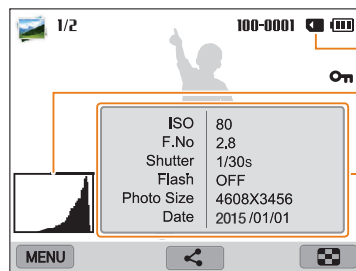 1/2
100-0001
ISO 80
F.No 2.8
Shutter 1/30s
Flash OFF
Photo Size 4608X3456
Date 2015/01/01
MENU